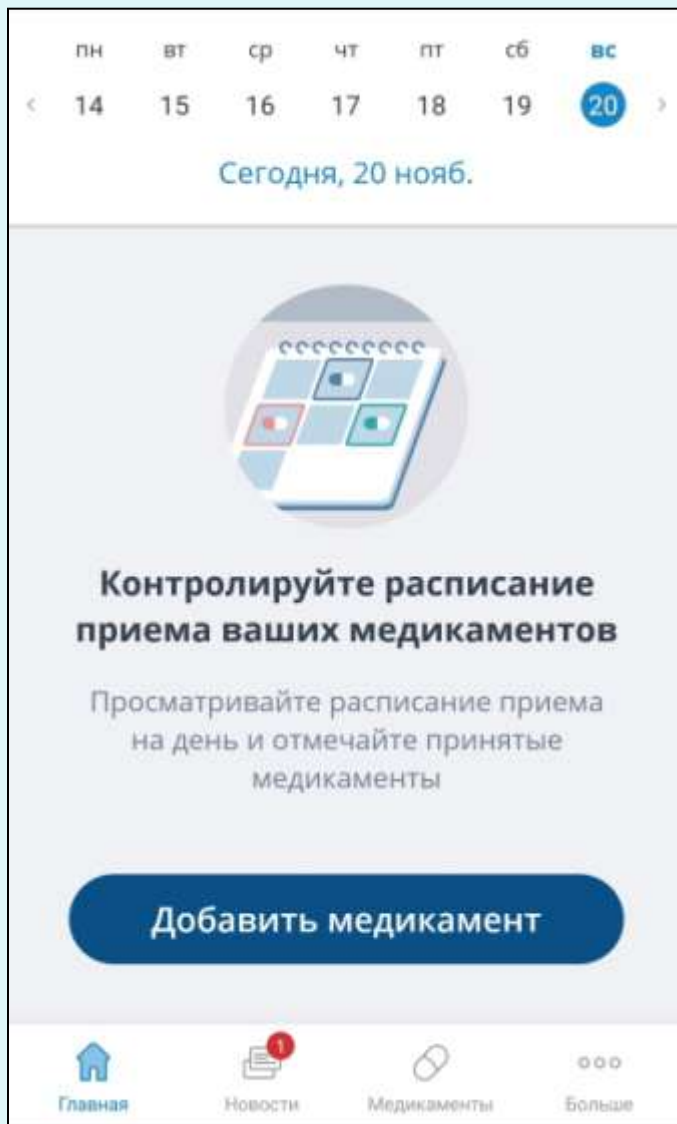 пн вт ср чт пт сб вс
< 14 15 16 17 18 19 20 >
Сегодня, 20 нояб.
Контролируйте расписание
приема ваших медикаментов
Просматривайте расписание приема
на день и отмечайте принятые
медикаменты
Добавить медикамент
1
Главная Новости Медикаменты Больше